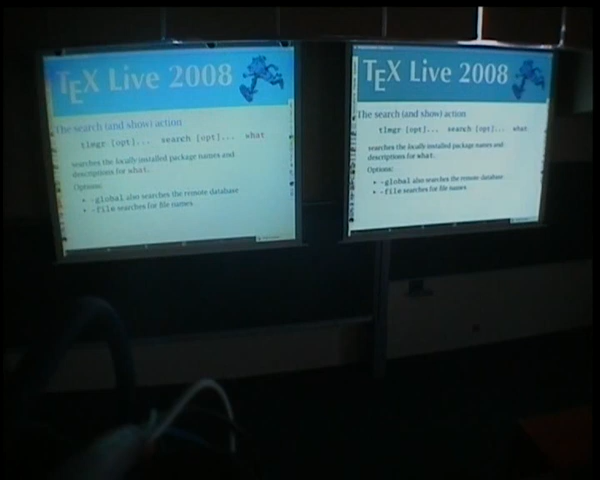 TEX Live 2008
The search (and show) action
tlmgr [opt]... search [opt]... what
searches the locally installed package names and
descriptions for what.
Options:
• -global also searches the remote database
• -file searches for file names
TEX Live 2008
The search (and show) action
tlmgr [opt]... search [opt]... what
searches the locally installed package names and
descriptions for what.
Options:
• -global also searches the remote database
• -file searches for file names